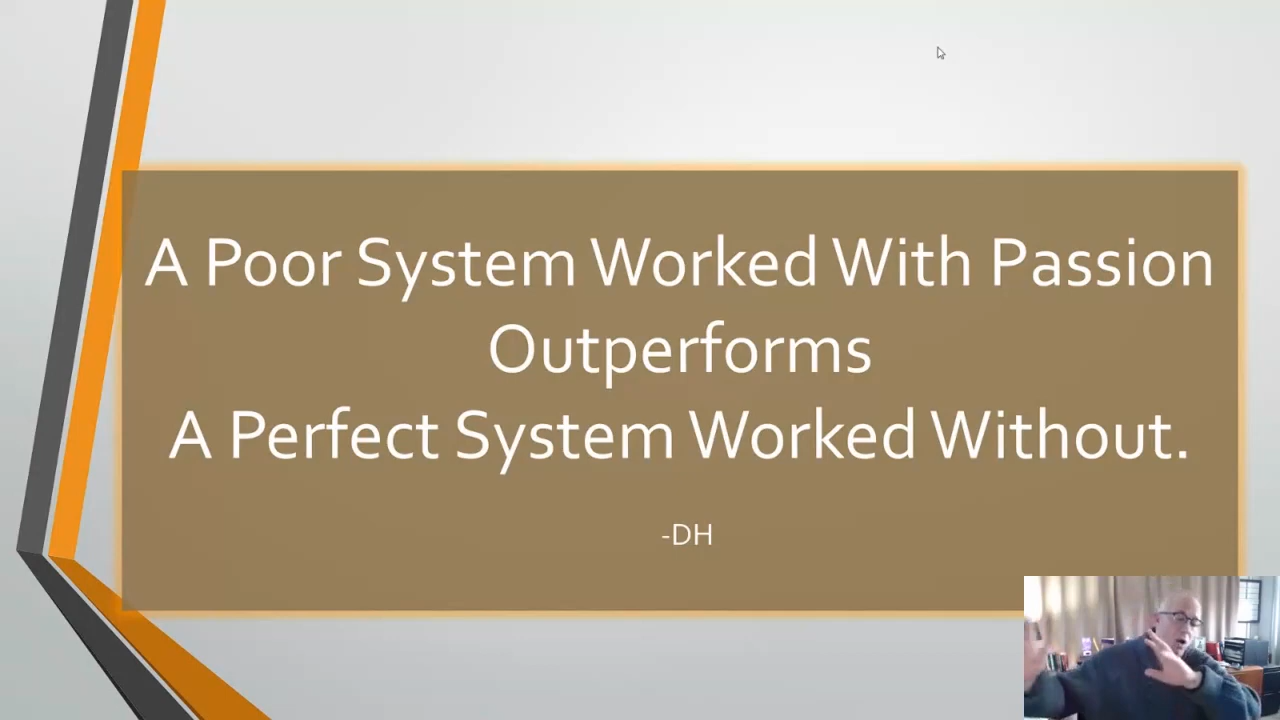 A Poor System Worked With Passion
Outperforms
A Perfect System Worked Without.
-DH